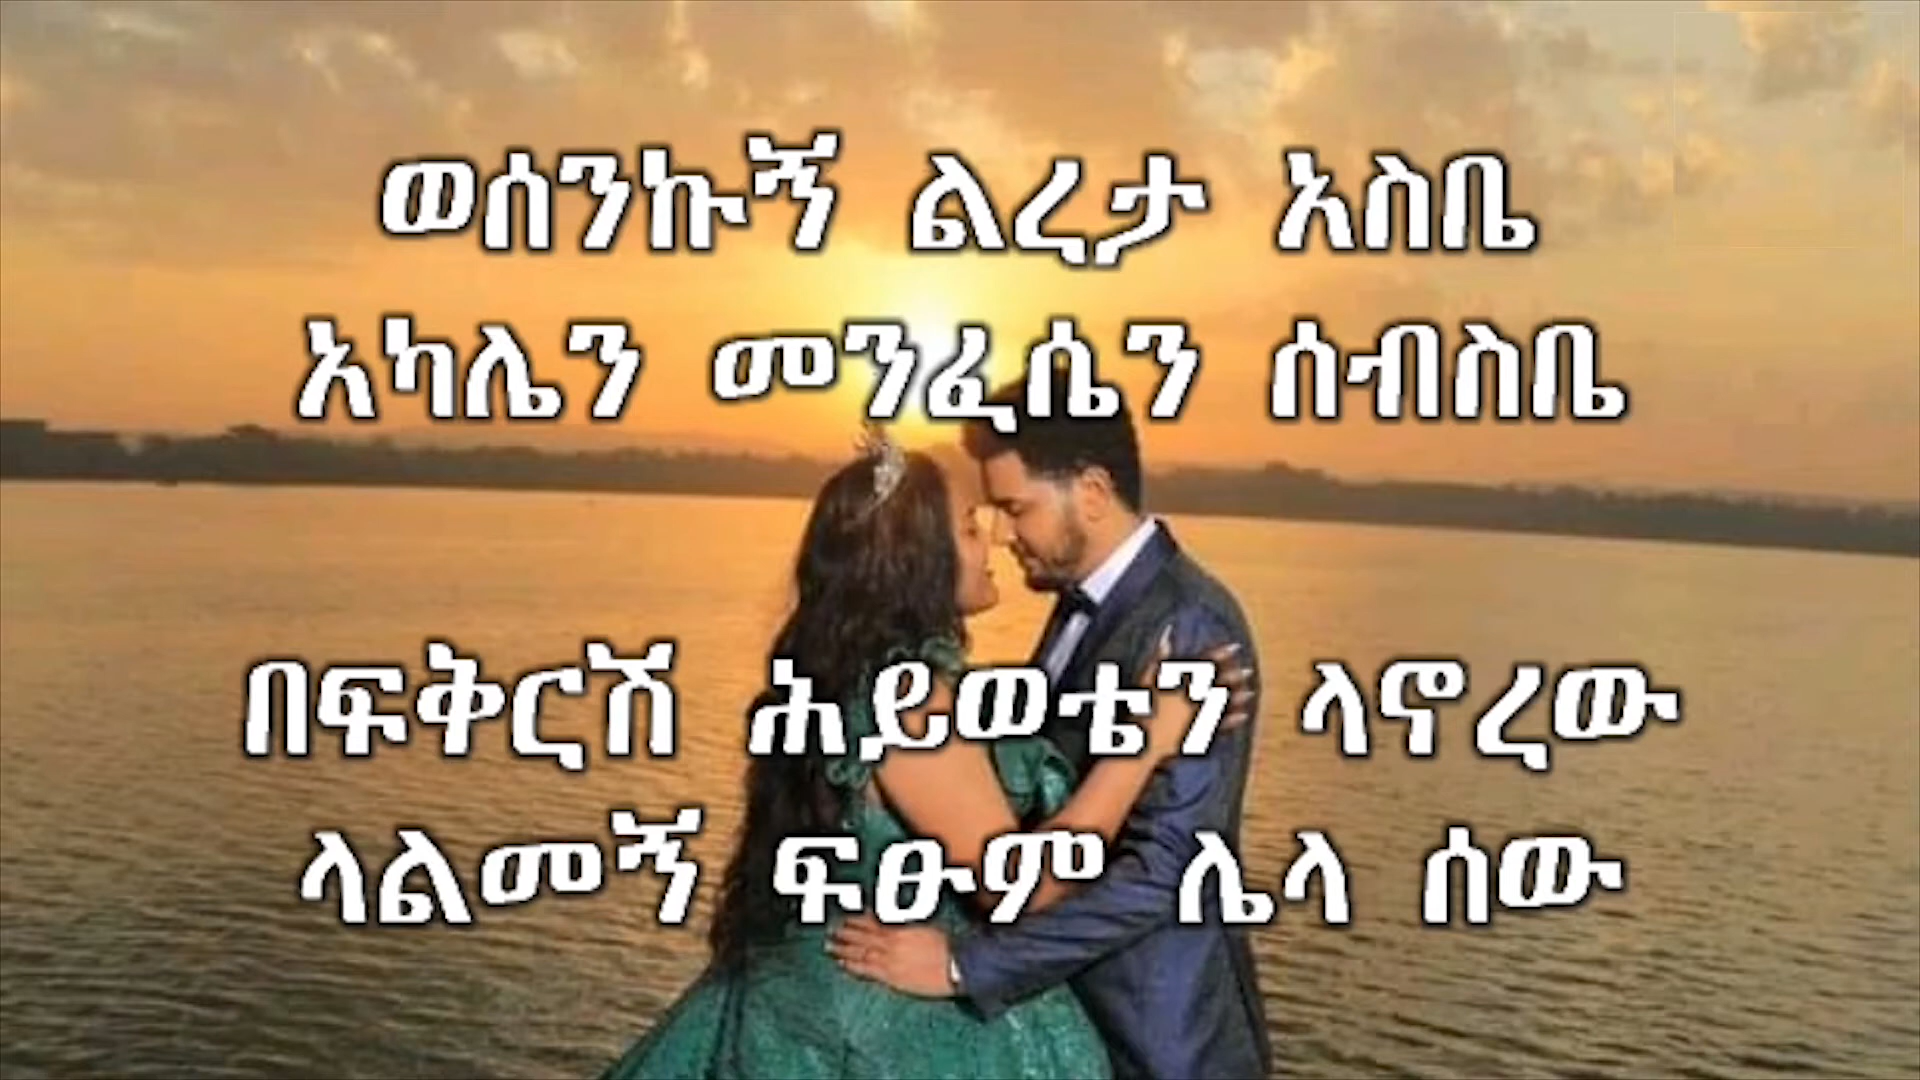 ወሰንኩኝ ልረታ አስቤ
አካሌን መንፈሴን ሰብስቤ
በፍቅርሽ ሕይወቴን ላኖረው
ላልመኝ ፍፁም ሌላ ሰው